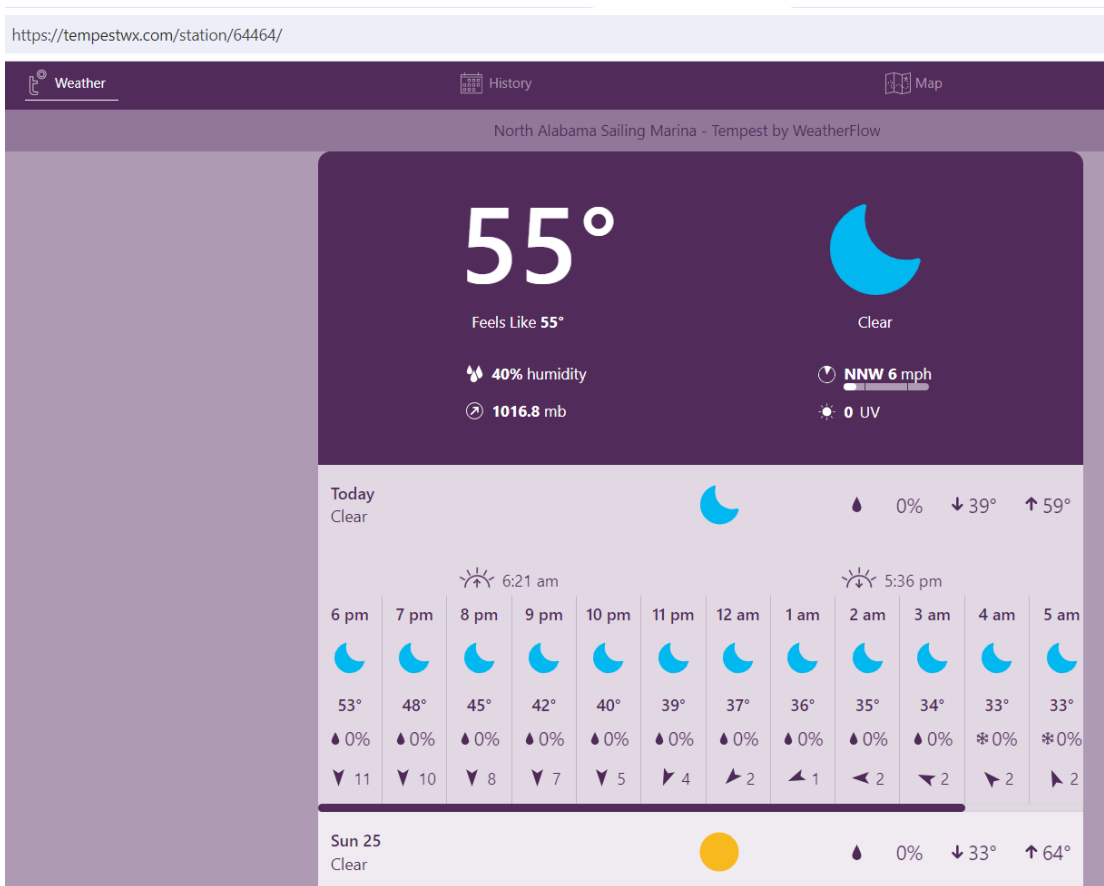 https://tempestwx.com/station/64464/
Weather History Map
North Alabama Sailing Marina - Tempest by WeatherFlow
55°
Feels Like 55° Clear
40% humidity NNW 6 mph
1016.8 mb 0 UV
Today
Clear
0% 39° 59°
6:21 am 5:36 pm
6 pm 7 pm 8 pm 9 pm 10 pm 11 pm 12 am 1 am 2 am 3 am 4 am 5 am
53° 48° 45° 42° 40° 39° 37° 36° 35° 34° 33° 33°
0% 0% 0% 0% 0% 0% 0% 0% 0% 0% 0% 0%
11 10 8 7 5 4 2 1 2 2 2 2
Sun 25
Clear
0% 33° 64°